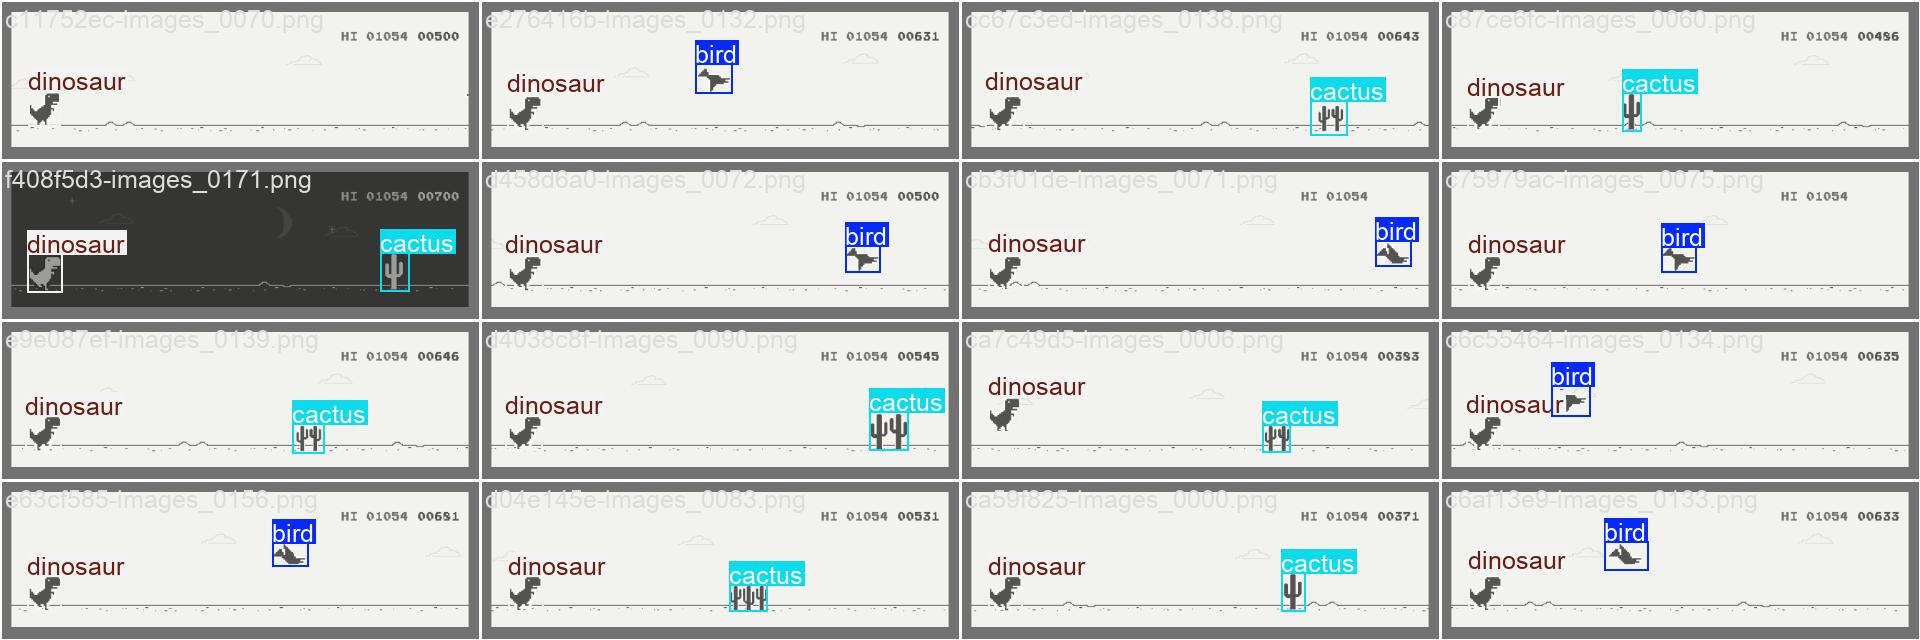 c11752ec-images_0070.png
HI 01054 00500
dinosaur
e276416b-images_0132.png
HI 01054 00631
bird
dinosaur
cc67c3ed-images_0138.png
HI 01054 00643
dinosaur
cactus
c87ce6fc-images_0060.png
HI 01054 00486
cactus
dinosaur
f408f5d3-images_0171.png
HI 01054 00700
dinosaur
cactus
d458d6a0-images_0072.png
HI 01054 00500
bird
dinosaur
cb3f01de-images_0071.png
HI 01054
bird
dinosaur
c75979ac-images_0075.png
HI 01054
bird
dinosaur
e9e087ef-images_0139.png
HI 01054 00646
dinosaur
cactus
d4038c8f-images_0090.png
HI 01054 00545
cactus
dinosaur
ca7c49d5-images_0006.png
HI 01054 00383
dinosaur
cactus
c6c55464-images_0134.png
HI 01054 00635
bird
dinosaur
e63cf585-images_0156.png
HI 01054 00681
bird
dinosaur
d04e145e-images_0083.png
HI 01054 00531
dinosaur
cactus
ca59f825-images_0000.png
HI 01054 00371
cactus
dinosaur
c6af13e9-images_0133.png
HI 01054 00633
bird
dinosaur